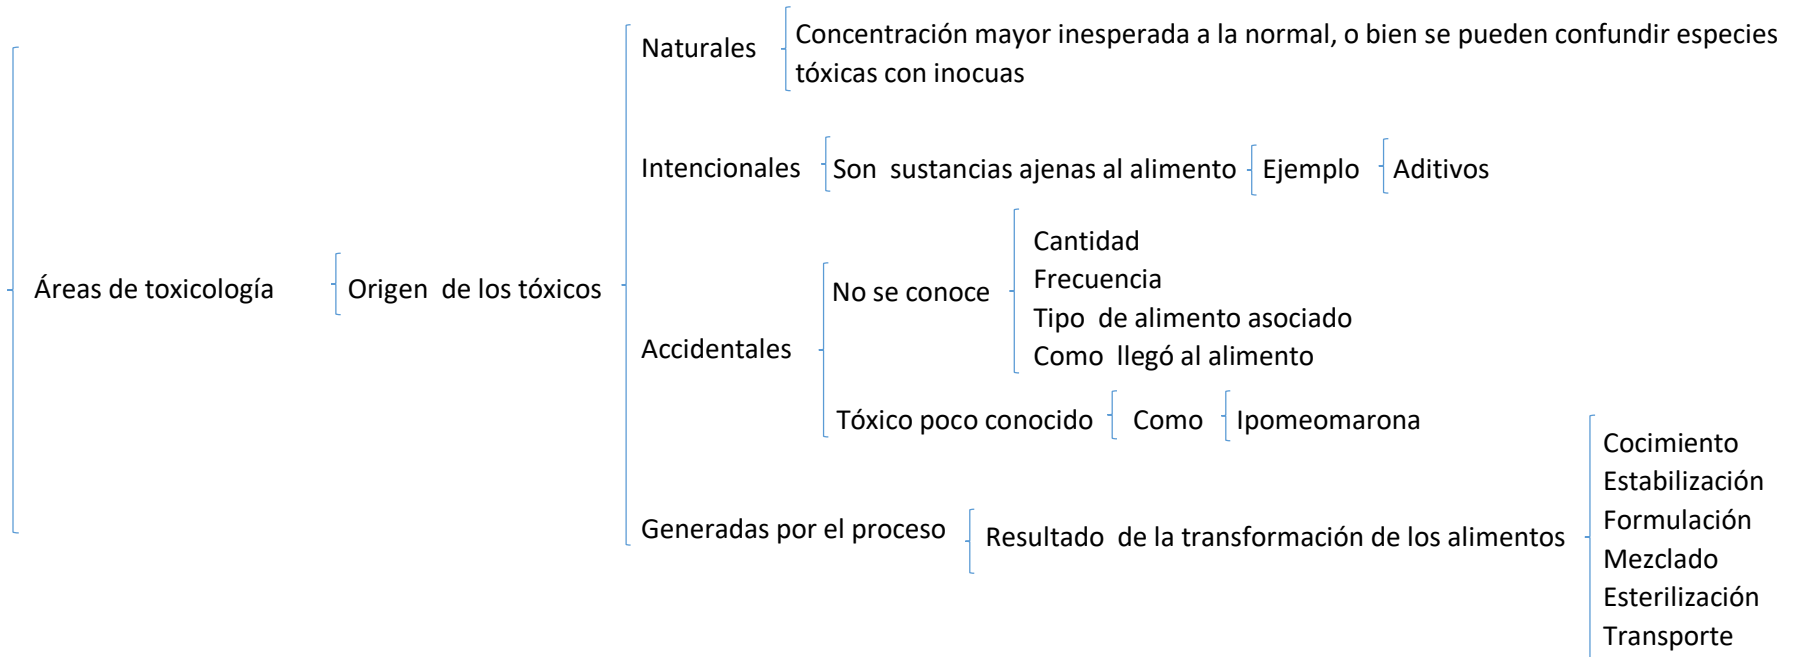 Áreas de toxicología
Origen de los tóxicos
Naturales
Concentración mayor inesperada a la normal, o bien se pueden confundir especies
tóxicas con inocuas
Intencionales
Son sustancias ajenas al alimento
Ejemplo
Aditivos
Accidentales
No se conoce
Cantidad
Frecuencia
Tipo de alimento asociado
Como llegó al alimento
Tóxico poco conocido
Como
Ipomeomarona
Generadas por el proceso
Resultado de la transformación de los alimentos
Cocimiento
Estabilización
Formulación
Mezclado
Esterilización
Transporte